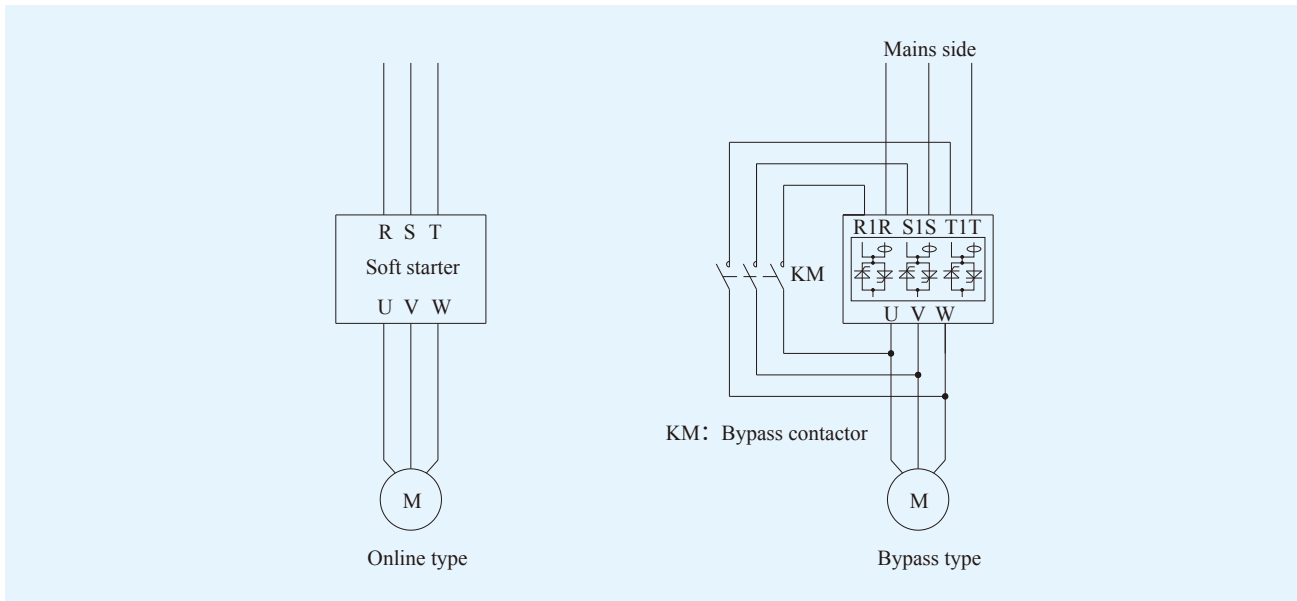 R S T
Soft starter
U V W
M
Online type
Mains side
R1R S1S T1T
KM
U V W
KM：Bypass contactor
M
Bypass type